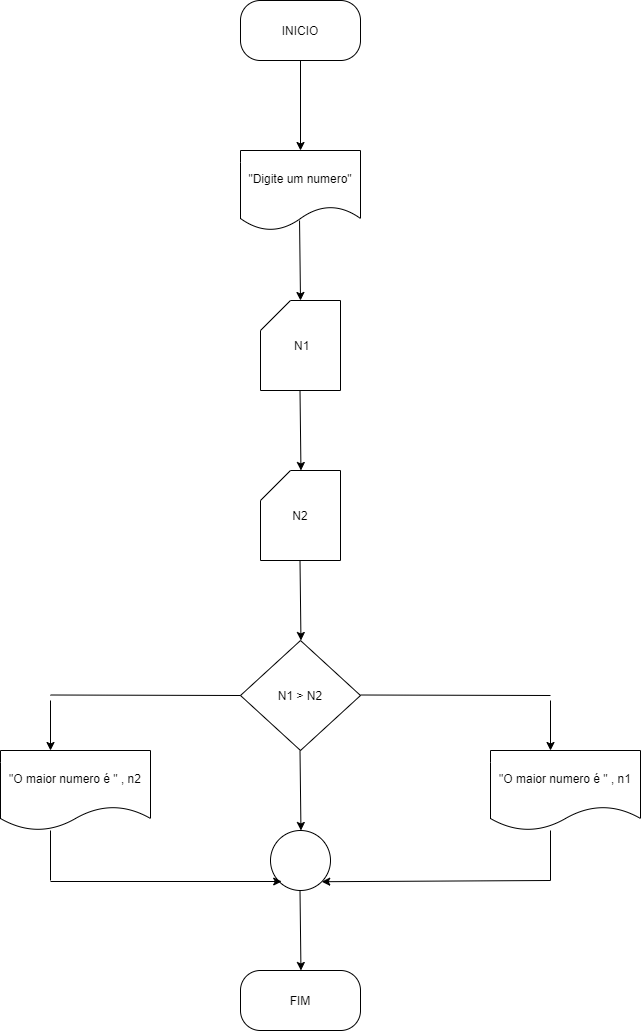 INICIO
"Digite um numero"
N1
N2
N1 > N2
"O maior numero é " , n2
"O maior numero é " , n1
FIM